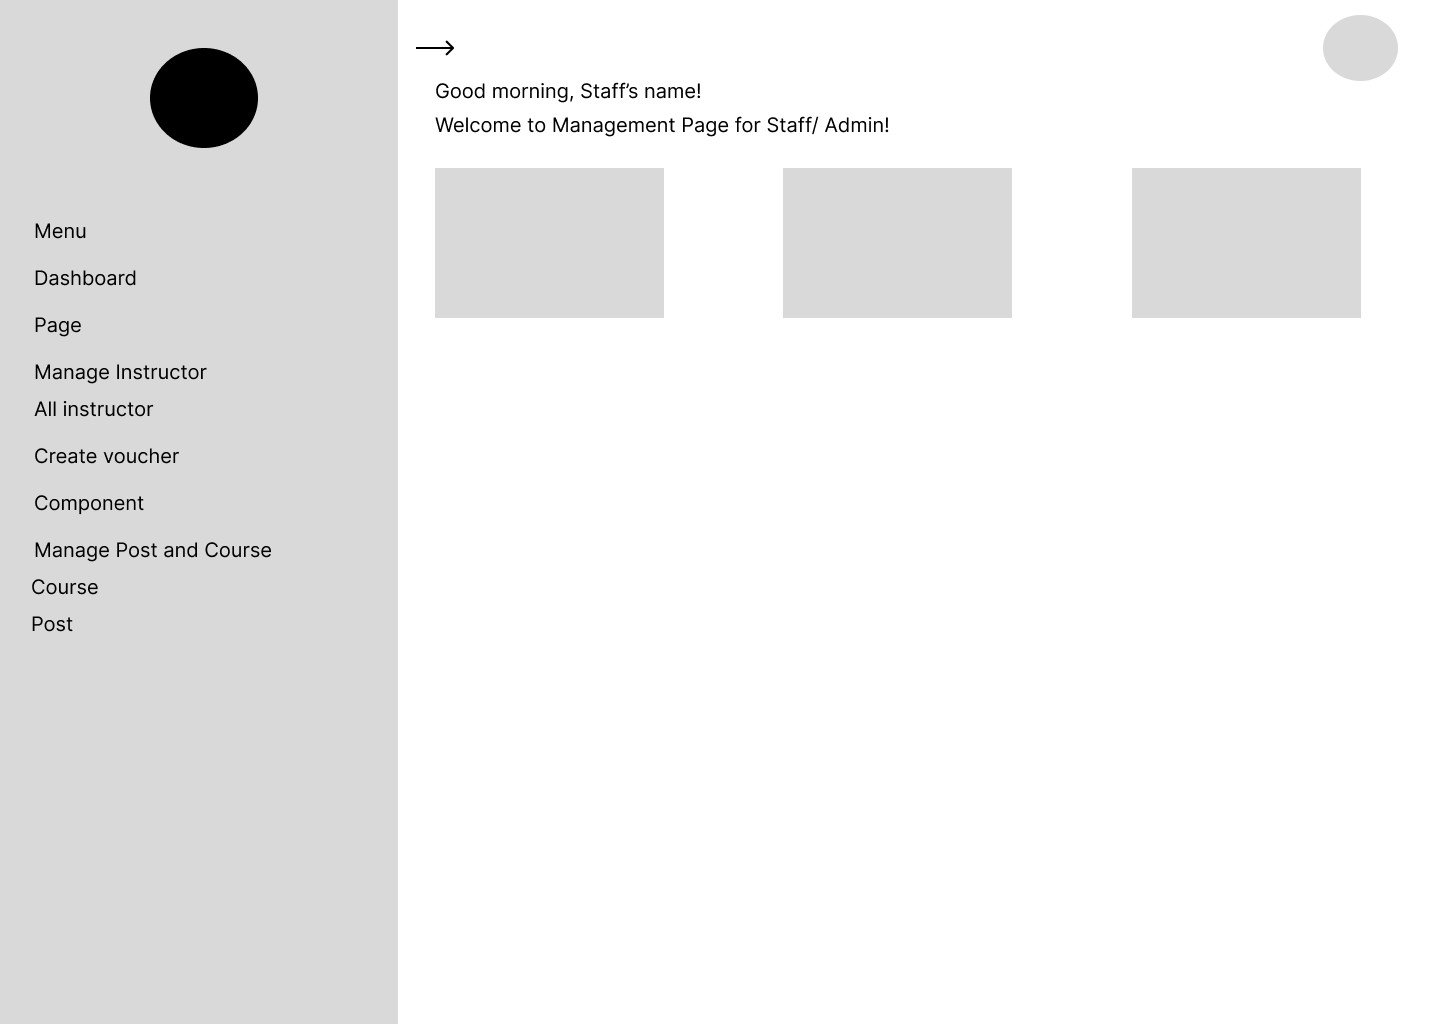 Menu
Dashboard
Page
Manage Instructor
All instructor
Create voucher
Component
Manage Post and Course
Course
Post
Good morning, Staff’s name!
Welcome to Management Page for Staff/ Admin!